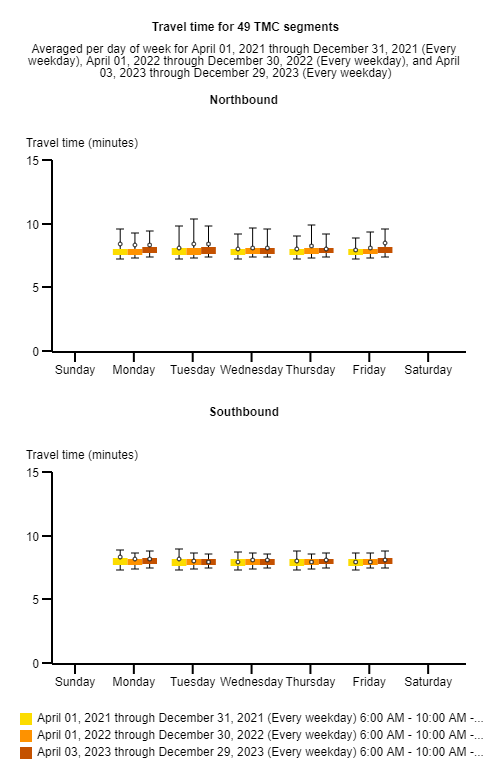 Travel time for 49 TMC segments
Averaged per day of week for April 01, 2021 through December 31, 2021 (Every
weekday), April 01, 2022 through December 30, 2022 (Every weekday), and April
03, 2023 through December 29, 2023 (Every weekday)
Northbound
Travel time (minutes)
15
10
5
0
Sunday Monday Tuesday Wednesday Thursday Friday Saturday
Southbound
Travel time (minutes)
15
10
5
0
Sunday Monday Tuesday Wednesday Thursday Friday Saturday
April 01, 2021 through December 31, 2021 (Every weekday) 6:00 AM - 10:00 AM -...
April 01, 2022 through December 30, 2022 (Every weekday) 6:00 AM - 10:00 AM -...
April 03, 2023 through December 29, 2023 (Every weekday) 6:00 AM - 10:00 AM -...